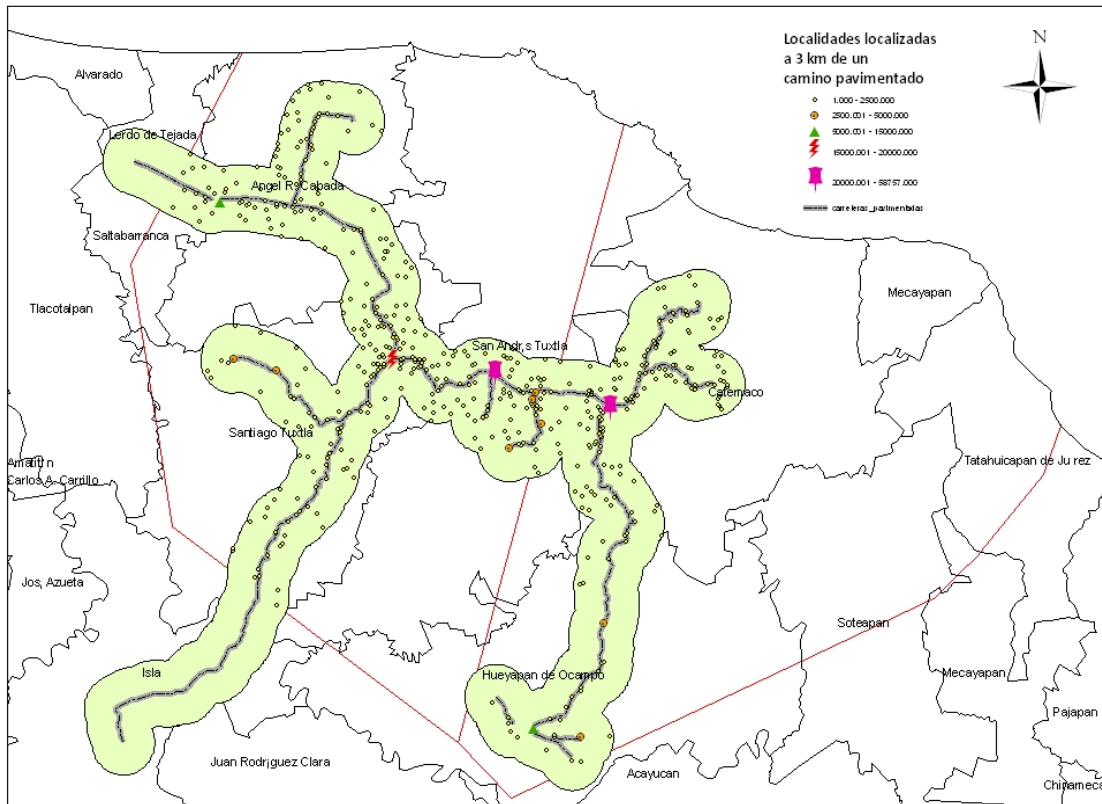 Localidades localizadas
a 3 km de un
camino pavimentado
N
1.000 - 2500.000
2500.001 - 5000.000
5000.001 - 15000.000
15000.001 - 20000.000
20000.001 - 58757.000
carreteras_pavimentadas
Alvarado
Lerdo de Tejada
Angel R. Cabada
Saltabarranca
Tlacotalpan
Mecayapan
San Andr,s Tuxtla
Catemaco
Santiago Tuxtla
Tatahuicapan de Ju rez
Amatit n
Carlos A. Carrillo
Jos, Azueta
Soteapan
Isla
Hueyapan de Ocampo
Mecayapan
Pajapan
Juan Rodr¡guez Clara
Acayucan
Chinameca